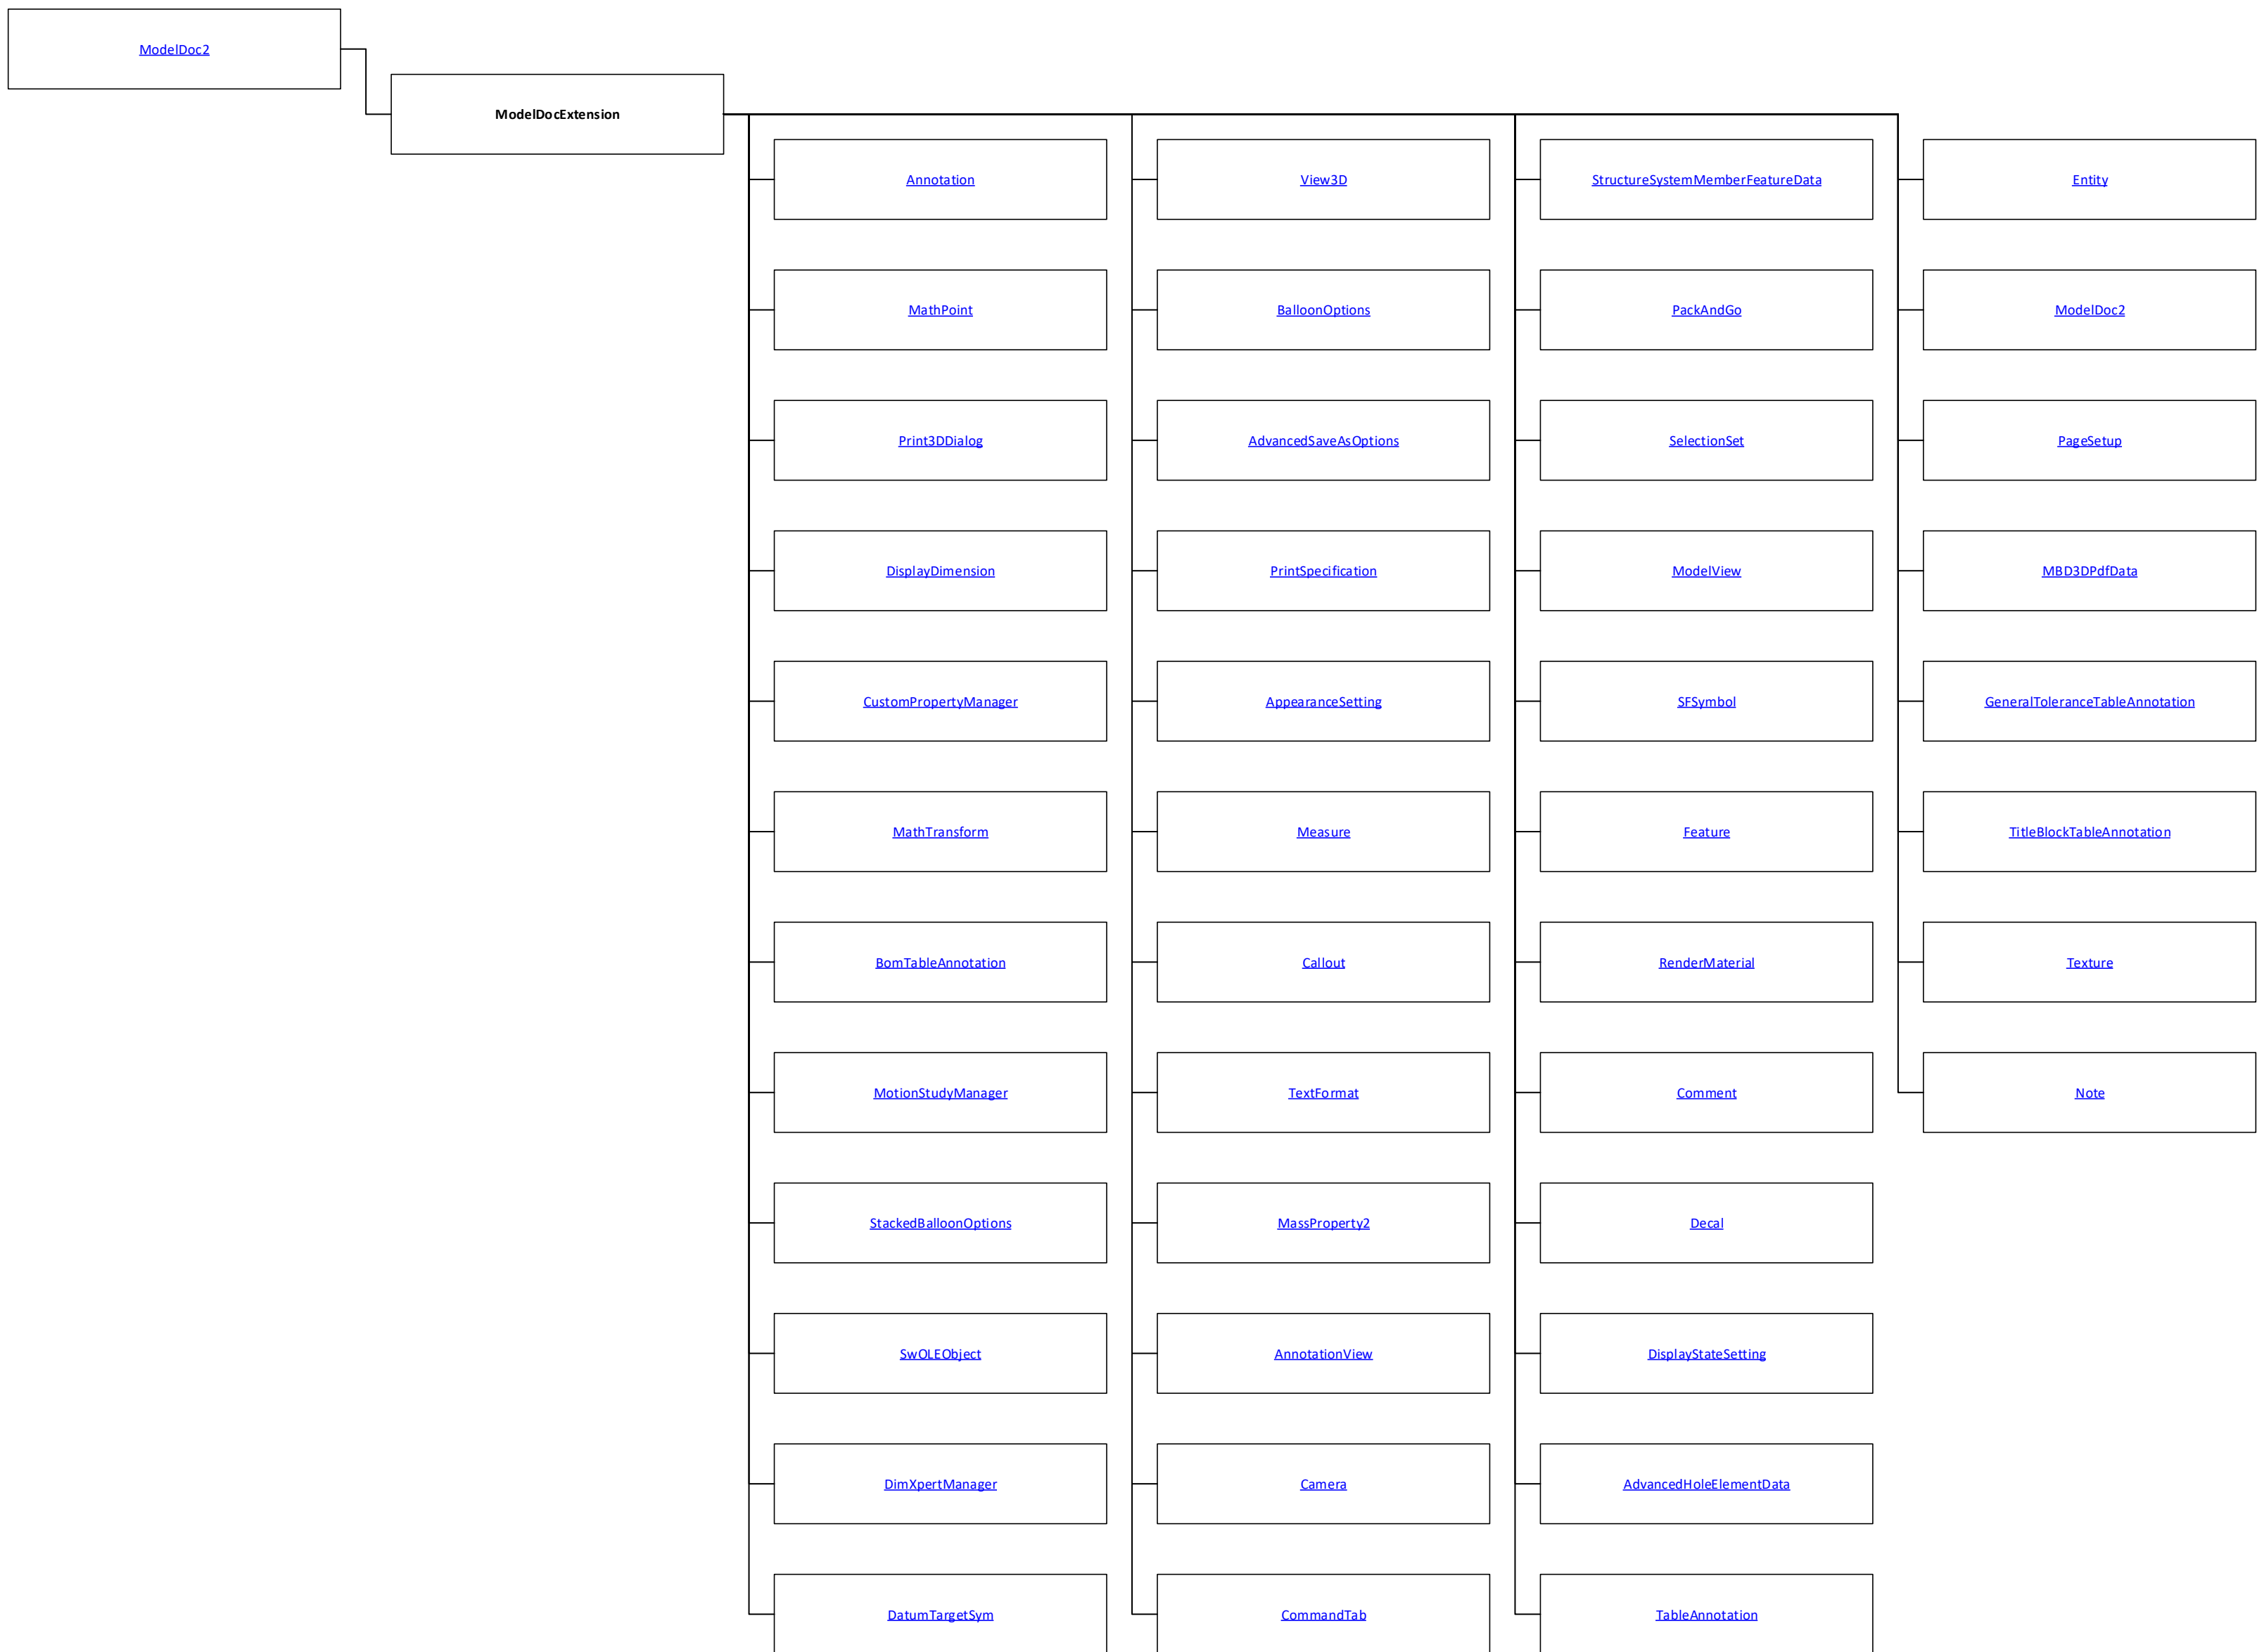 ModelDoc2
ModelDocExtension
Annotation
MathPoint
Print3DDialog
DisplayDimension
CustomPropertyManager
MathTransform
BomTableAnnotation
MotionStudyManager
StackedBalloonOptions
SwOLEObject
DimXpertManager
DatumTargetSym
View3D
BalloonOptions
AdvancedSaveAsOptions
PrintSpecification
AppearanceSetting
Measure
Callout
TextFormat
MassProperty2
AnnotationView
Camera
CommandTab
StructureSystemMemberFeatureData
PackAndGo
SelectionSet
ModelView
SFSymbol
Feature
RenderMaterial
Comment
Decal
DisplayStateSetting
AdvancedHoleElementData
TableAnnotation
Entity
ModelDoc2
PageSetup
MBD3DPdfData
GeneralToleranceTableAnnotation
TitleBlockTableAnnotation
Texture
Note